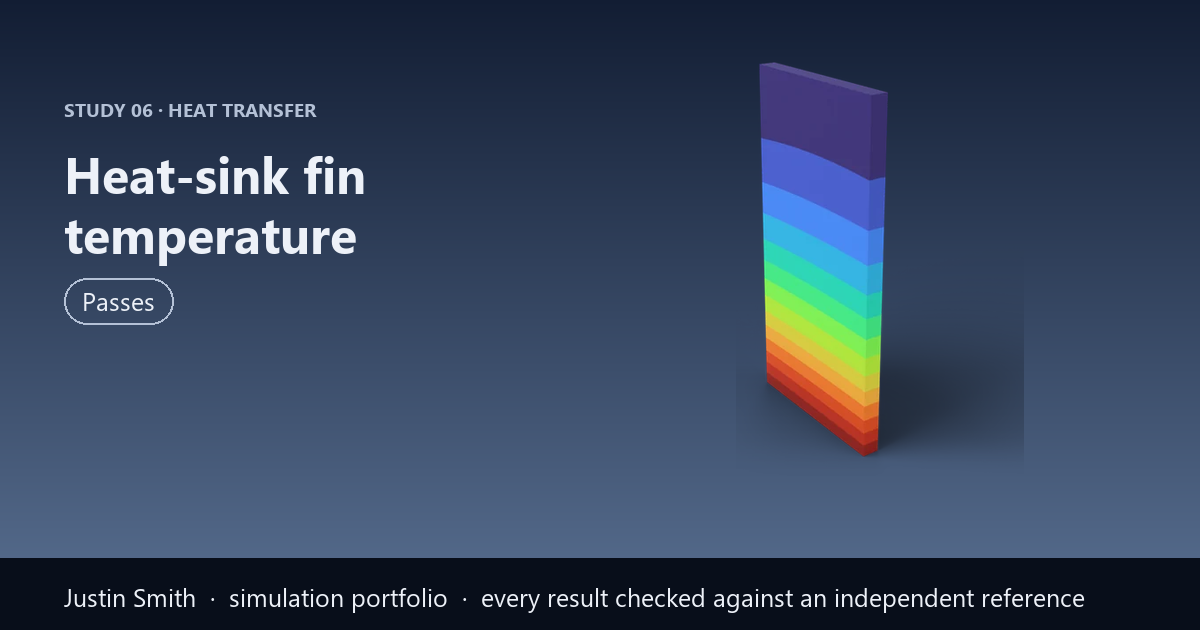 STUDY 06 · HEAT TRANSFER
Heat-sink fin
temperature
Passes
Justin Smith · simulation portfolio · every result checked against an independent reference